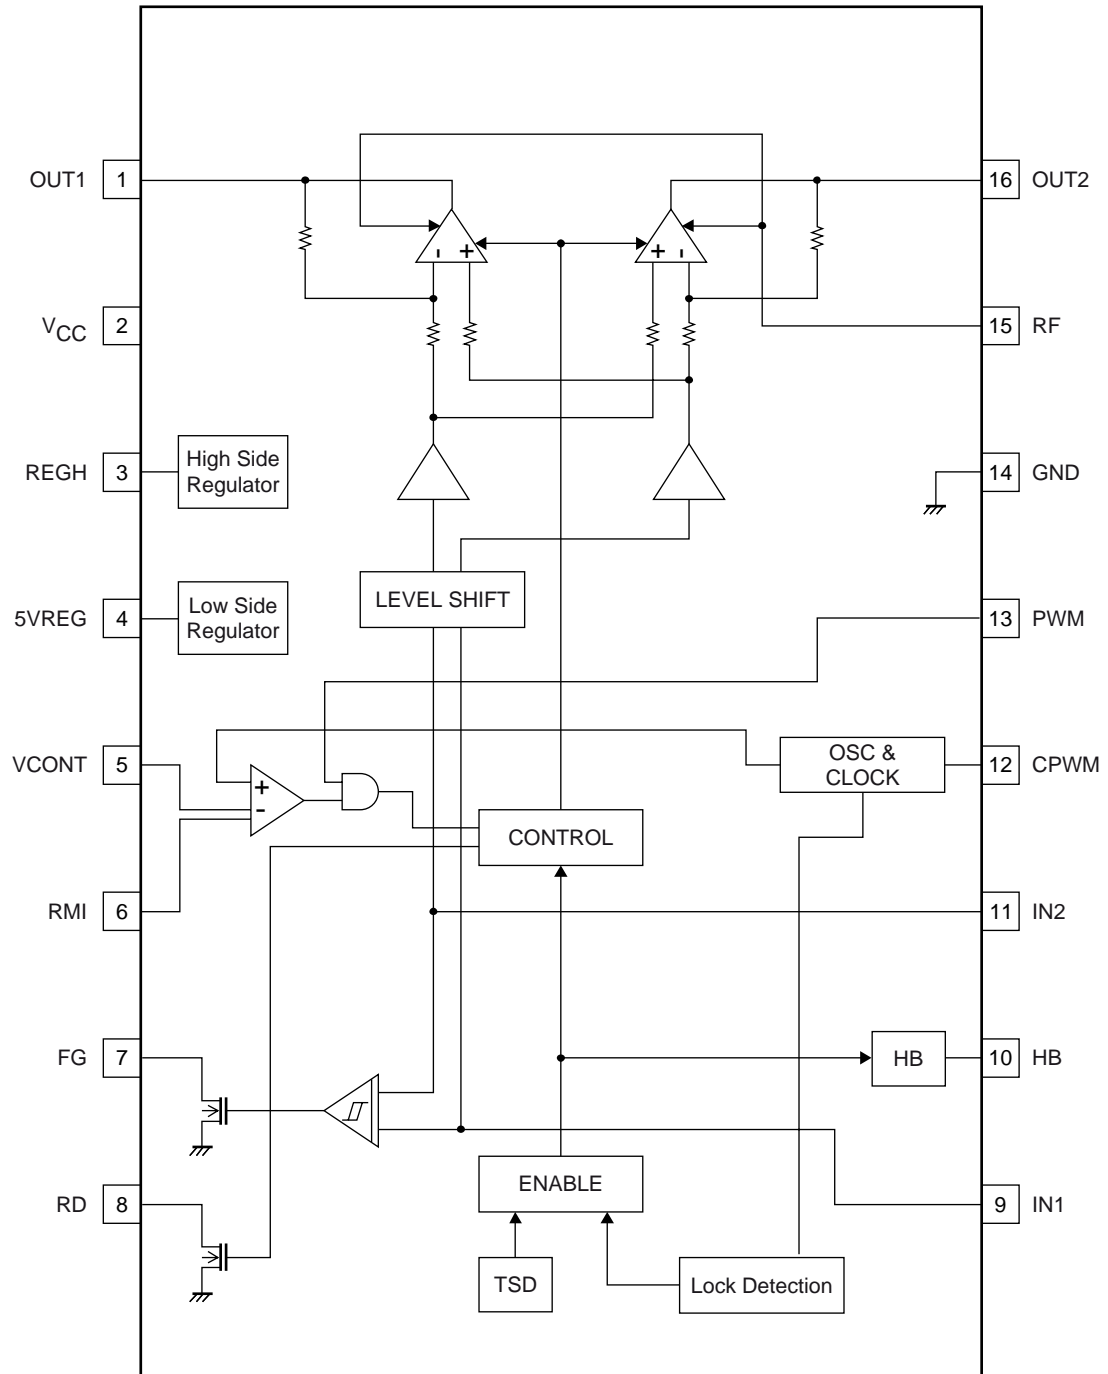 OUT1 1
16 OUT2
- +
+ -
VCC 2
15 RF
REGH 3
High Side
Regulator
14 GND
5VREG 4
Low Side
Regulator
LEVEL SHIFT
13 PWM
VCONT 5
+
-
OSC &
CLOCK
12 CPWM
CONTROL
RMI 6
11 IN2
FG 7
HB
10 HB
RD 8
ENABLE
9 IN1
TSD
Lock Detection